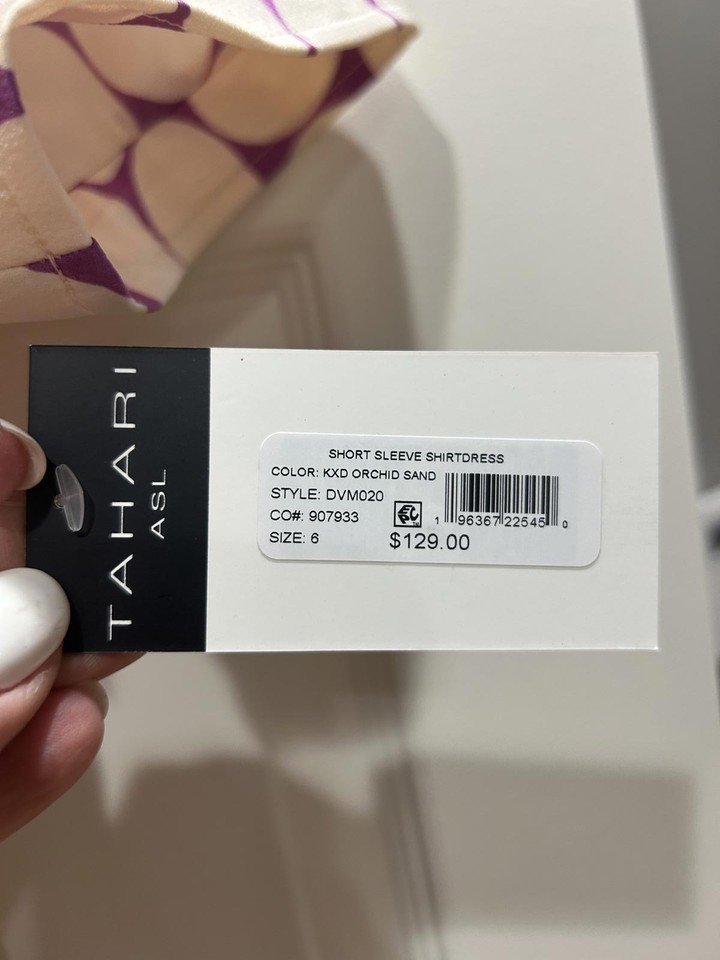 TAHARI
ASL
SHORT SLEEVE SHIRTDRESS
COLOR: KXD ORCHID SAND
STYLE: DVM020
CO#: 907933
SIZE: 6
$129.00
1 96367 22545 0